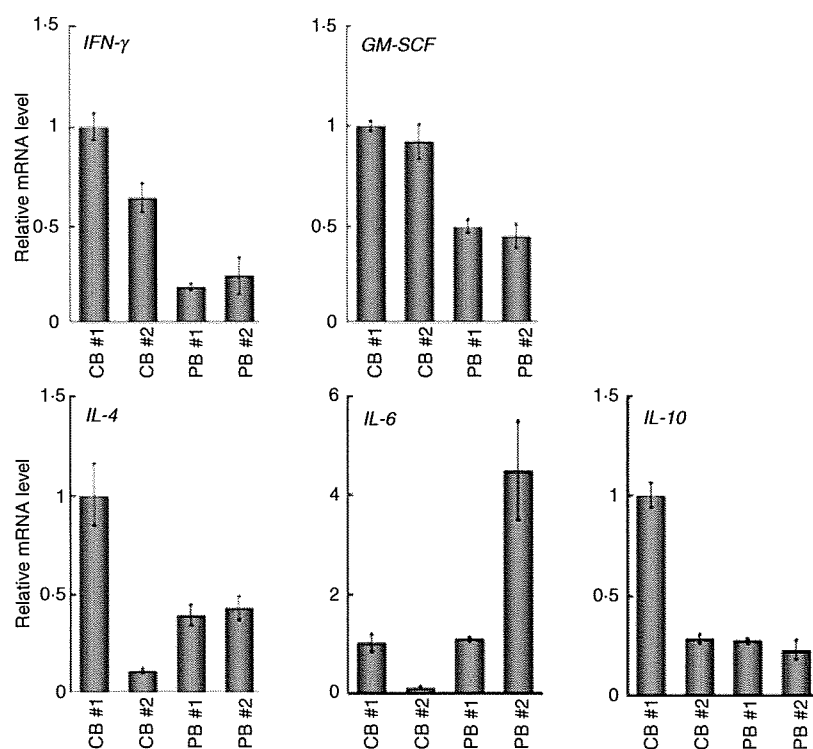 1·5
IFN-γ
1
0·5
0
Relative mRNA level
CB #1
CB #2
PB #1
PB #2
GM-SCF
1·5
1
0·5
0
CB #1
CB #2
PB #1
PB #2
1·5
IL-4
1
0·5
0
Relative mRNA level
CB #1
CB #2
PB #1
PB #2
6
IL-6
4
2
0
CB #1
CB #2
PB #1
PB #2
1·5
IL-10
1
0·5
0
CB #1
CB #2
PB #1
PB #2